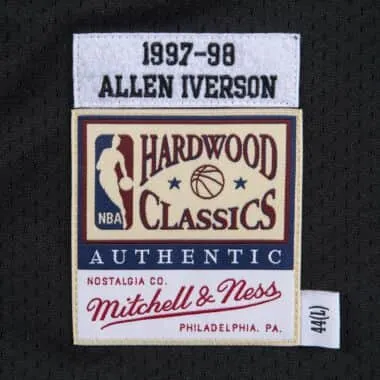 1997-98
ALLEN IVERSON
HARDWOOD
NBA
CLASSICS
AUTHENTIC
NOSTALGIA CO.
Mitchell & Ness
PHILADELPHIA, PA.
44(L)